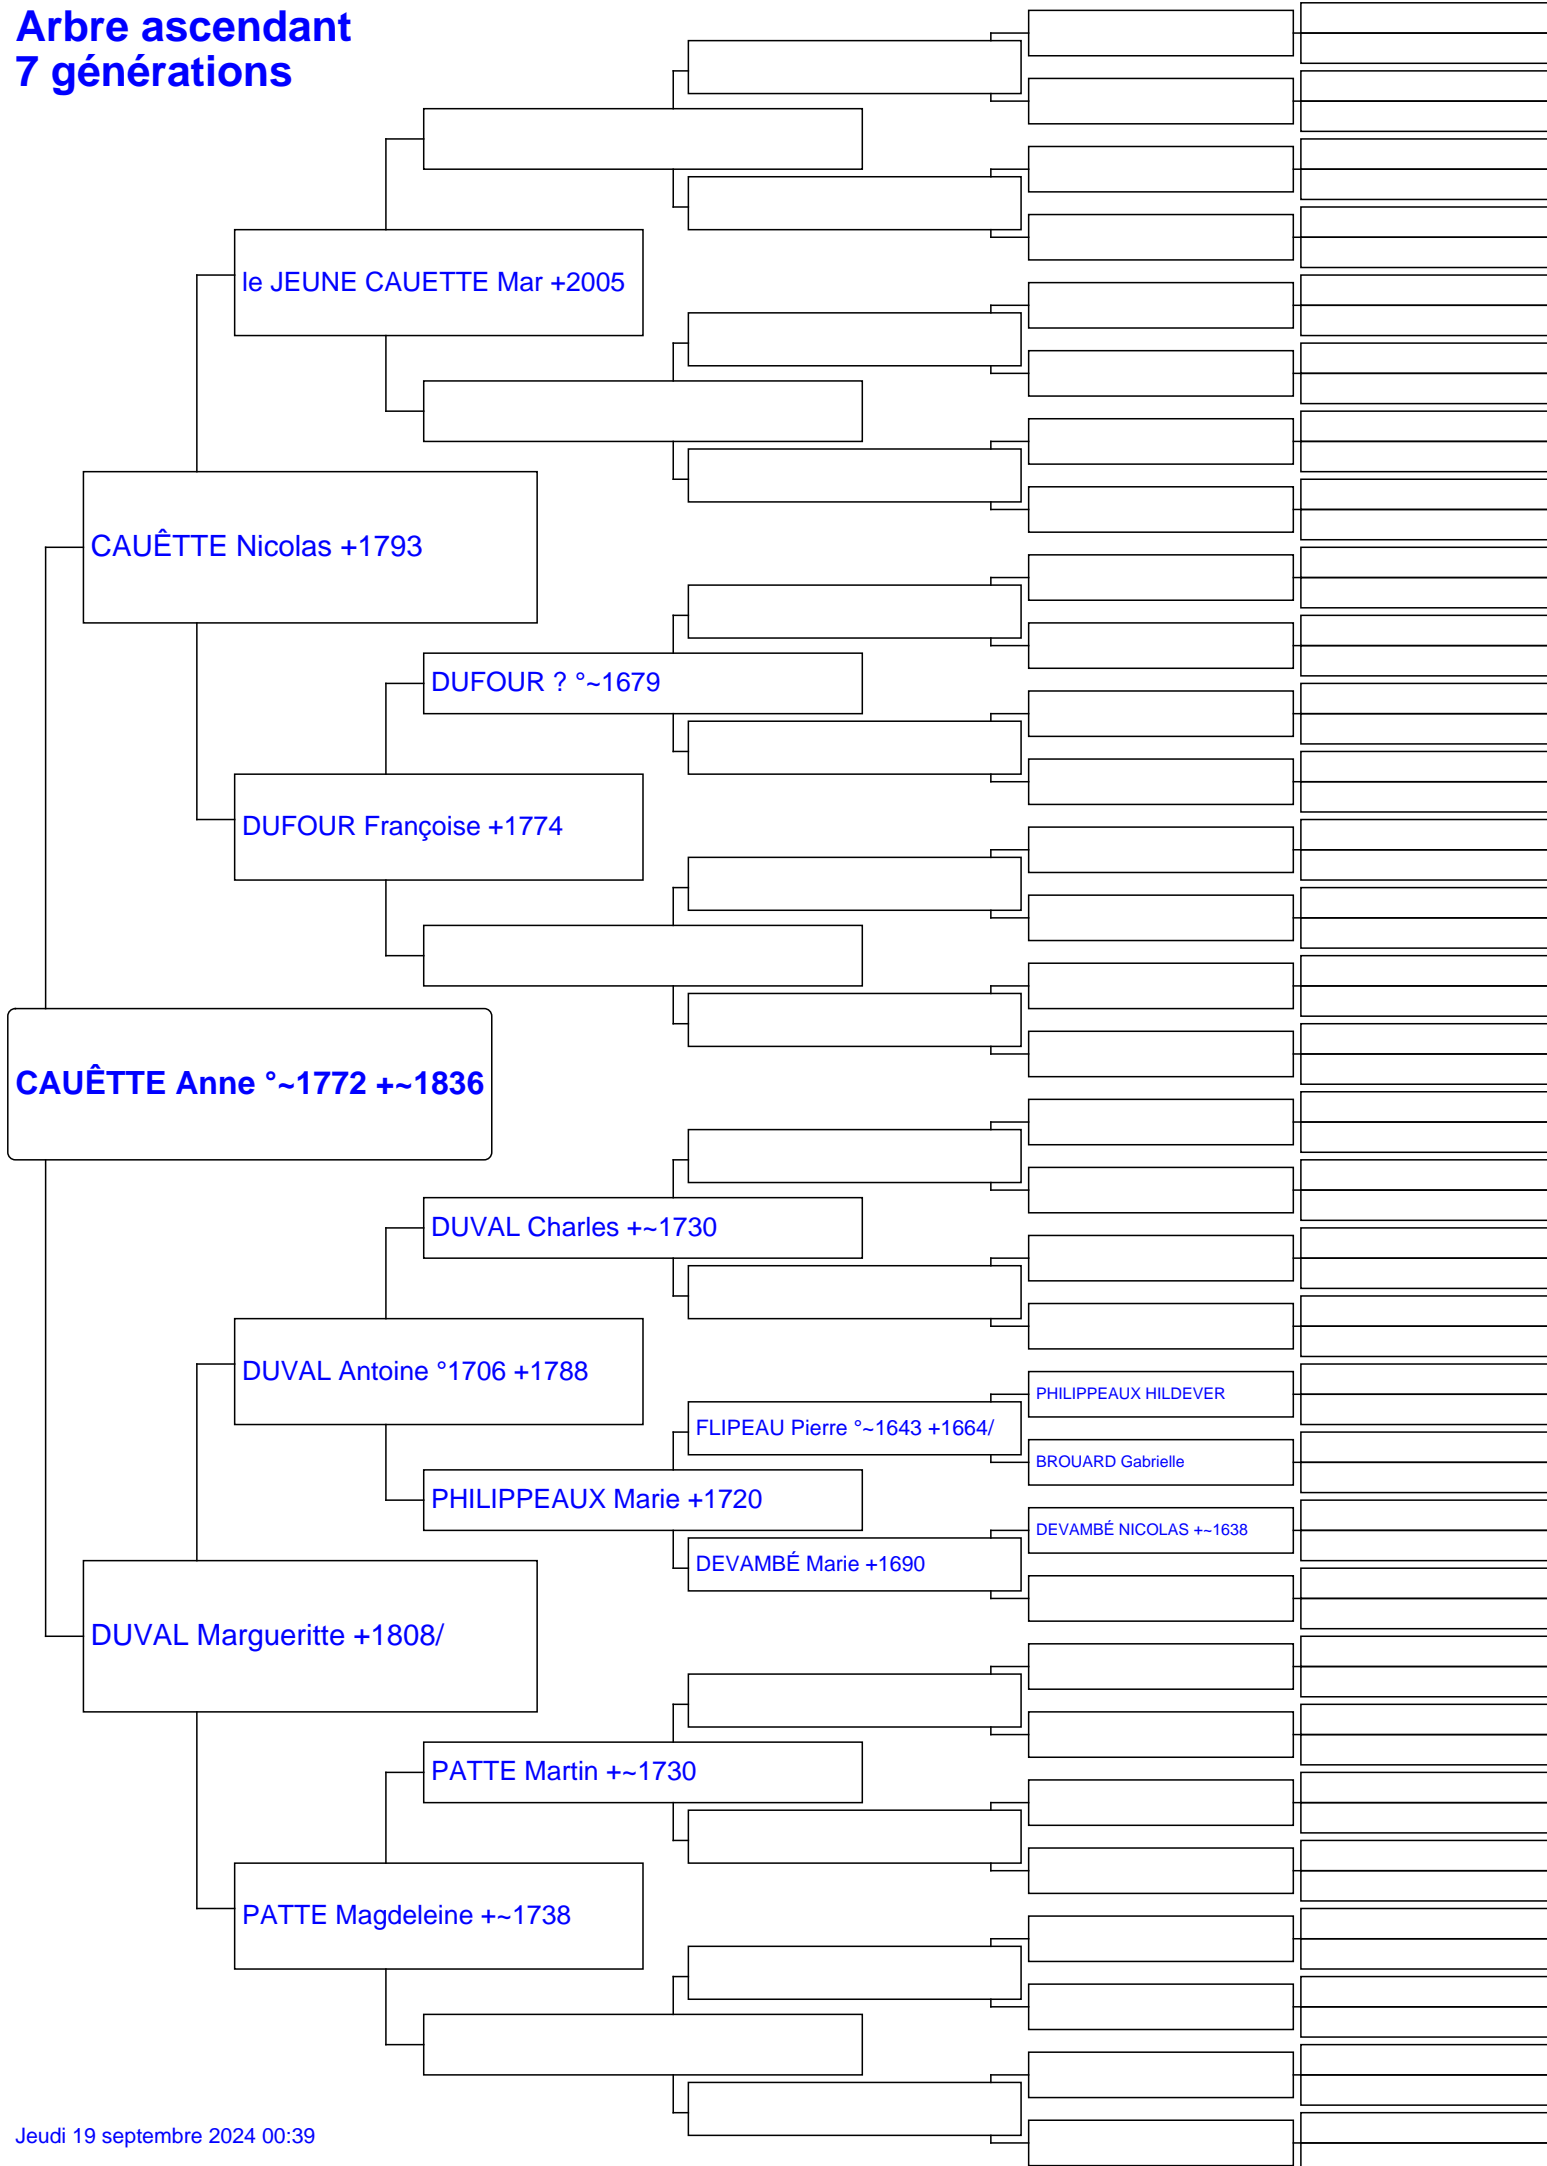 Arbre ascendant
7 générations
le JEUNE CAUETTE Mar +2005
CAUÊTTE Nicolas +1793
DUFOUR ? °~1679
DUFOUR Françoise +1774
CAUÊTTE Anne °~1772 +~1836
DUVAL Charles +~1730
DUVAL Antoine °1706 +1788
PHILIPPEAUX HILDEVER
FLIPEAU Pierre °~1643 +1664/
BROUARD Gabrielle
PHILIPPEAUX Marie +1720
DEVAMBÉ NICOLAS +~1638
DEVAMBÉ Marie +1690
DUVAL Margueritte +1808/
PATTE Martin +~1730
PATTE Magdeleine +~1738
Jeudi 19 septembre 2024 00:39